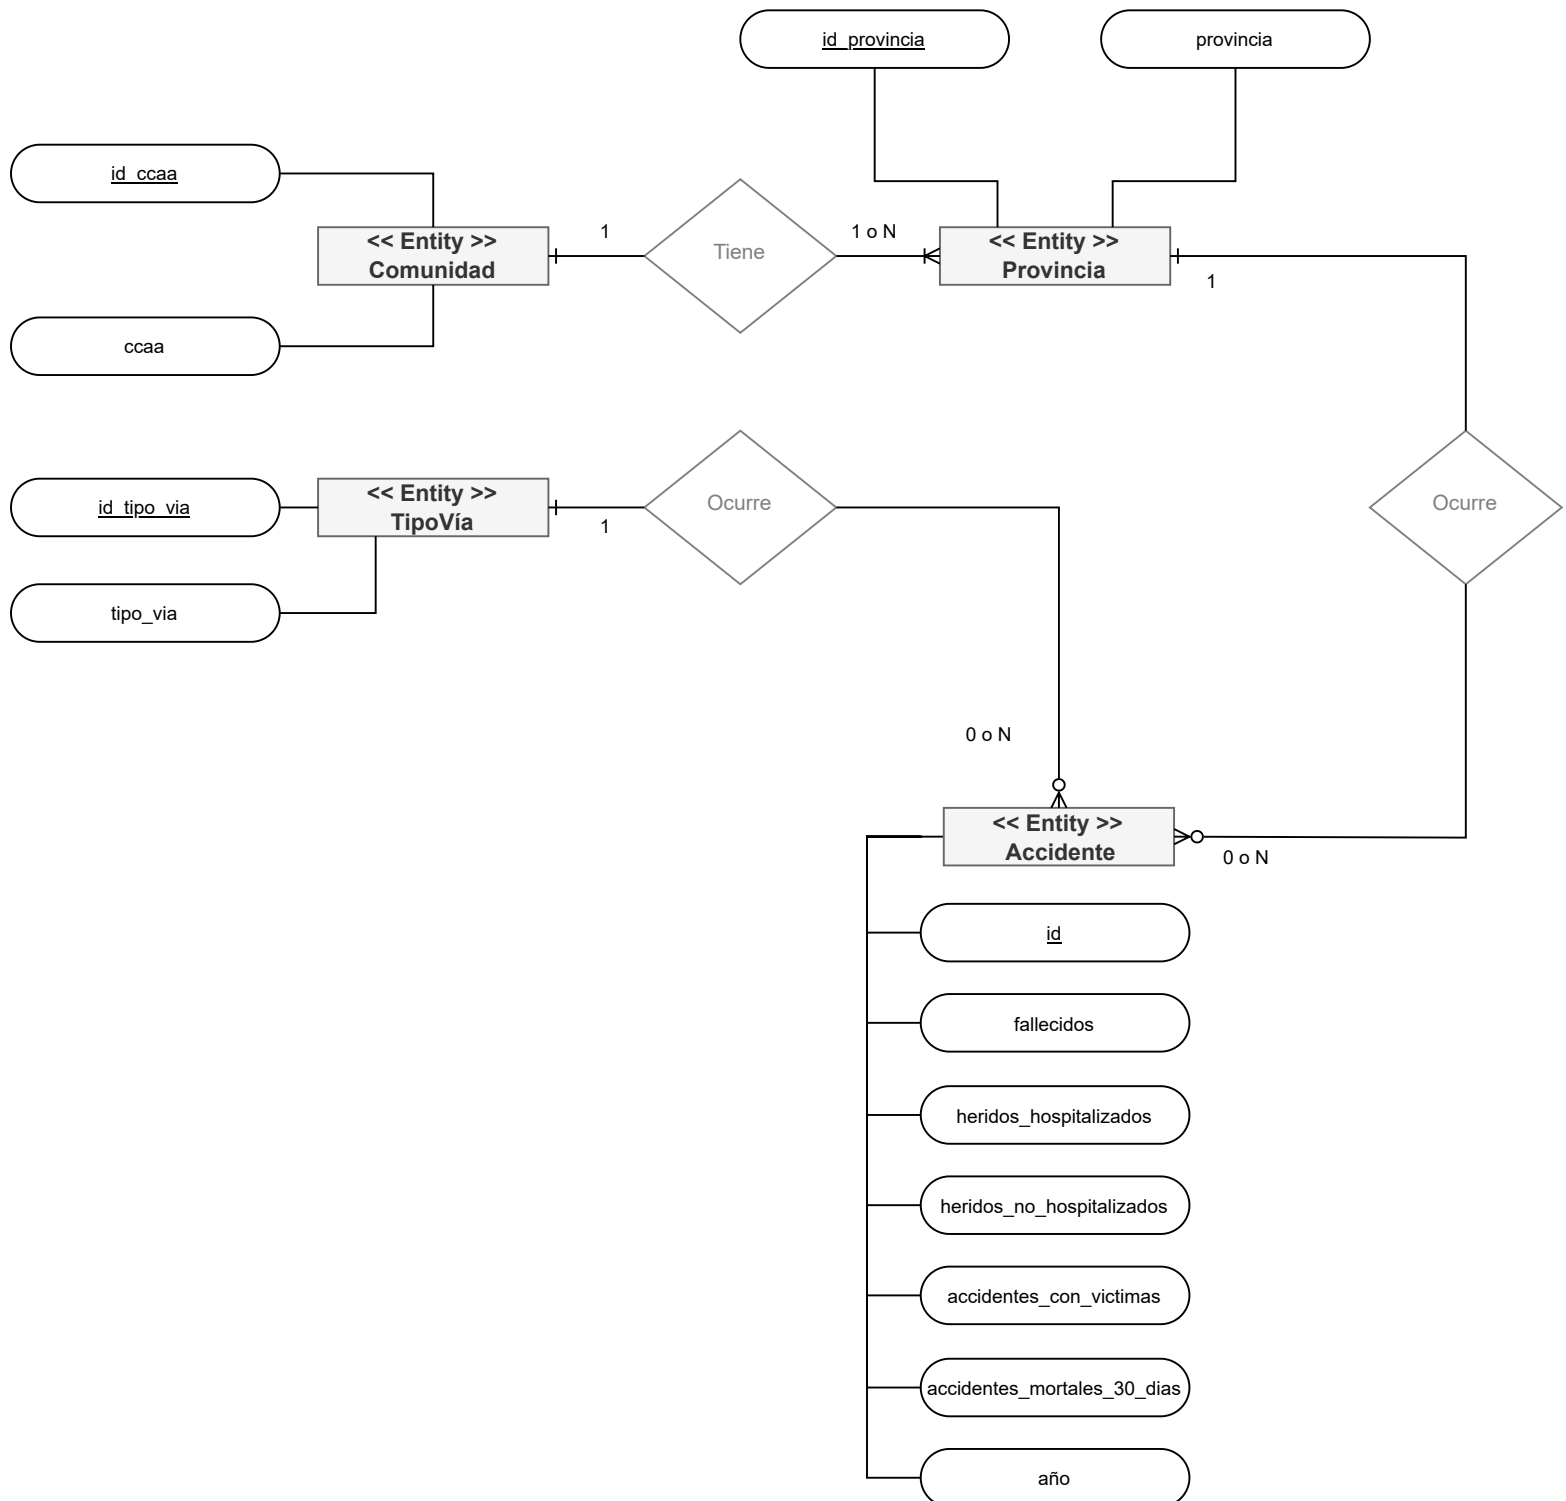 id_provincia
provincia
id_ccaa
<< Entity >>
Comunidad
1
Tiene
1 o N
<< Entity >>
Provincia
1
ccaa
id_tipo_via
<< Entity >>
TipoVía
1
Ocurre
Ocurre
tipo_via
0 o N
<< Entity >>
Accidente
0 o N
id
fallecidos
heridos_hospitalizados
heridos_no_hospitalizados
accidentes_con_victimas
accidentes_mortales_30_dias
año